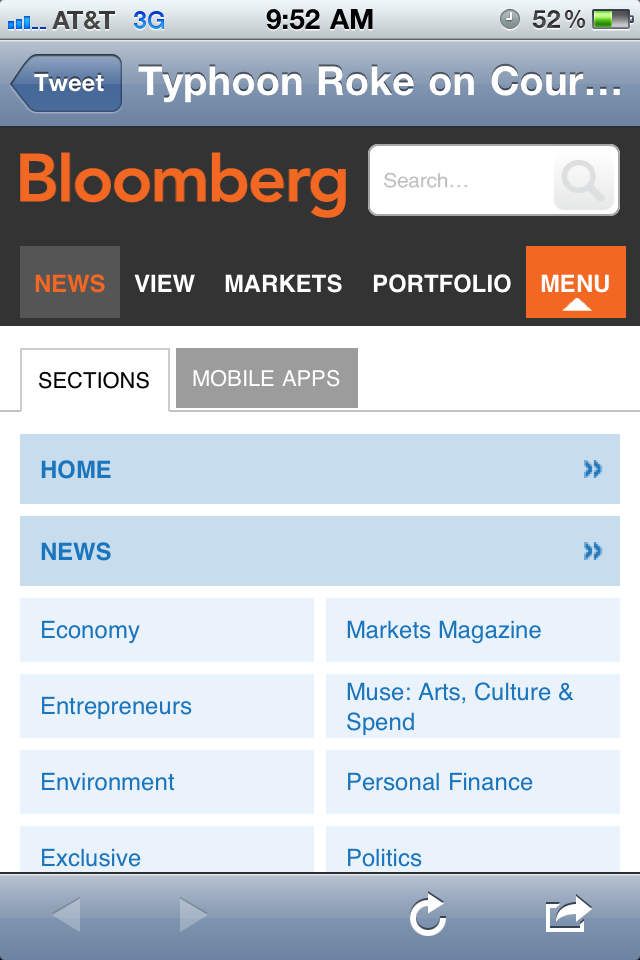 AT&T 3G 9:52 AM 52%
Tweet Typhoon Roke on Cour...
Bloomberg Search...
NEWS VIEW MARKETS PORTFOLIO MENU
SECTIONS MOBILE APPS
HOME »
NEWS »
Economy Markets Magazine
Entrepreneurs Muse: Arts, Culture &
Spend
Environment Personal Finance
Exclusive Politics